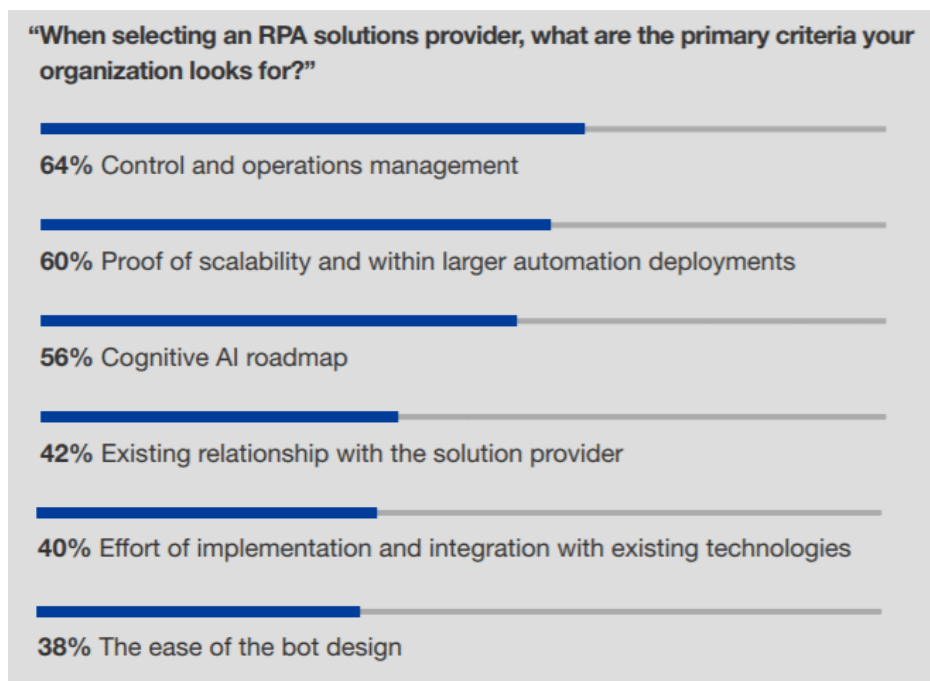 “When selecting an RPA solutions provider, what are the primary criteria your
organization looks for?”
64% Control and operations management
60% Proof of scalability and within larger automation deployments
56% Cognitive AI roadmap
42% Existing relationship with the solution provider
40% Effort of implementation and integration with existing technologies
38% The ease of the bot design